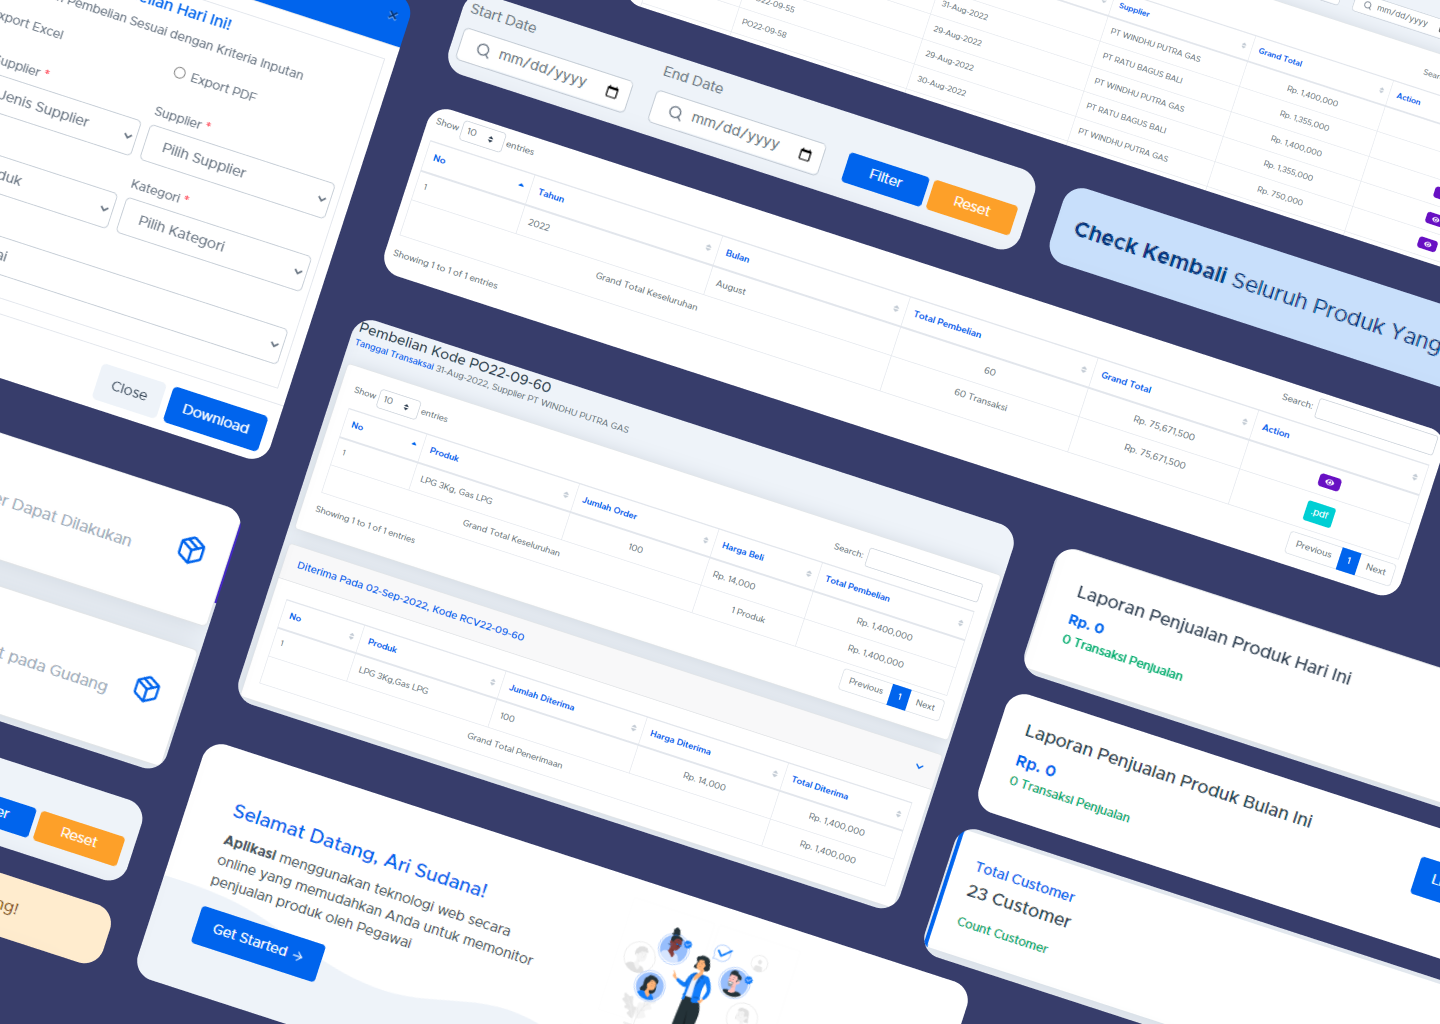 elian Hari Ini!
Pembelian Sesuai dengan Kriteria Inputan
xport Excel
Export PDF
upplier *
Jenis Supplier
Supplier *
Pilih Supplier
duk
Kategori *
Pilih Kategori
Close
Download
er Dapat Dilakukan
t pada Gudang
er
Reset
ng!
Start Date
mm/dd/yyyy
End Date
mm/dd/yyyy
Filter
Reset
Show 10 entries
Search:
No
Tahun
Bulan
Total Pembelian
Grand Total
Action
1
2022
August
60
Rp. 75,671,500
Grand Total Keseluruhan
60 Transaksi
Rp. 75,671,500
.pdf
Showing 1 to 1 of 1 entries
Previous 1 Next
PO22-09-55
PO22-09-58
31-Aug-2022
29-Aug-2022
29-Aug-2022
30-Aug-2022
Supplier
Grand Total
Action
PT WINDHU PUTRA GAS
Rp. 1,400,000
PT RATU BAGUS BALI
Rp. 1,355,000
PT WINDHU PUTRA GAS
Rp. 1,400,000
PT RATU BAGUS BALI
Rp. 1,355,000
PT WINDHU PUTRA GAS
Rp. 750,000
mm/dd/yyyy
Sear
Check Kembali Seluruh Produk Yang
Pembelian Kode PO22-09-60
Tanggal Transaksai 31-Aug-2022, Supplier PT WINDHU PUTRA GAS
Show 10 entries
Search:
No
Produk
Jumlah Order
Harga Beli
Total Pembelian
1
LPG 3Kg, Gas LPG
100
Rp. 14,000
Rp. 1,400,000
Grand Total Keseluruhan
1 Produk
Rp. 1,400,000
Showing 1 to 1 of 1 entries
Previous 1 Next
Diterima Pada 02-Sep-2022, Kode RCV22-09-60
No
Produk
Jumlah Diterima
Harga Diterima
Total Diterima
1
LPG 3Kg,Gas LPG
100
Rp. 14,000
Rp. 1,400,000
Grand Total Penerimaan
Rp. 1,400,000
Selamat Datang, Ari Sudana!
Aplikasi menggunakan teknologi web secara
online yang memudahkan Anda untuk memonitor
penjualan produk oleh Pegawai
Get Started →
Laporan Penjualan Produk Hari Ini
Rp. 0
0 Transaksi Penjualan
Laporan Penjualan Produk Bulan Ini
Rp. 0
0 Transaksi Penjualan
Total Customer
23 Customer
Count Customer